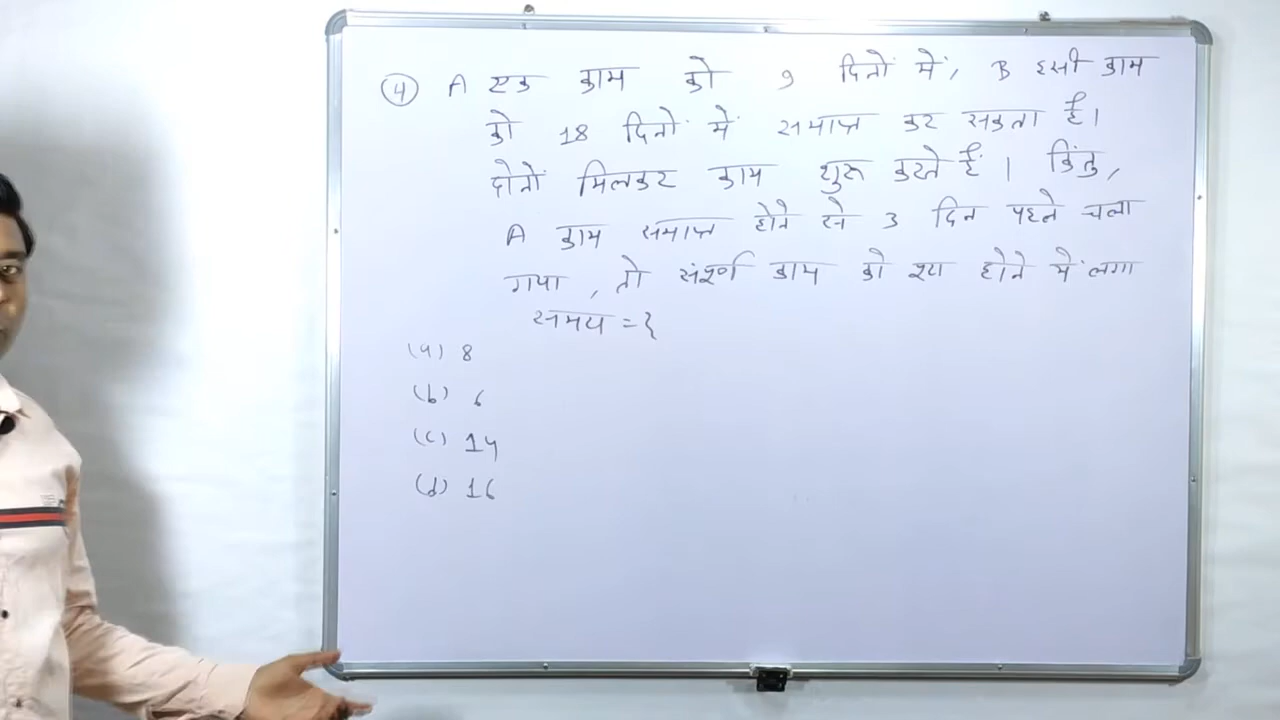 ④ A एक काम को 9 दिनों में, B इसी काम
को 18 दिनों में समाप्त कर सकता है।
दोनों मिलकर काम शुरू करते हैं। किंतु,
A काम समाप्त होने से 3 दिन पहले चला
गया, तो संपूर्ण काम को पूरा होने में लगा
समय = ?
(a) 8
(b) 6
(c) 14
(d) 16